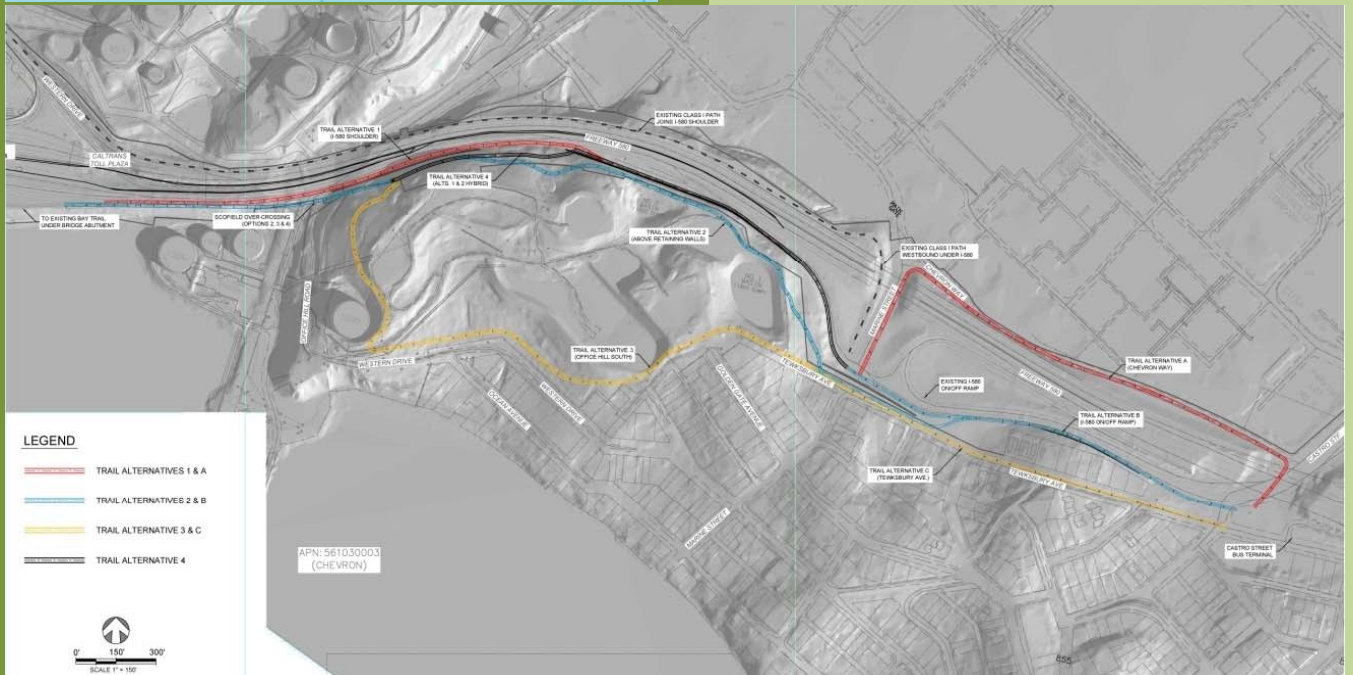 WESTERN DRIVE
CALTRANS
TOLL PLAZA
TO EXISTING BAY TRAIL
UNDER BRIDGE ABUTMENT
SCOFIELD OVER-CROSSING
(OPTIONS 2, 3 & 4)
TRAIL ALTERNATIVE 1
(I-580 SHOULDER)
EXISTING CLASS I PATH
JOINS I-580 SHOULDER
FREEWAY 580
TRAIL ALTERNATIVE 4
(ALTS. 1 & 2 HYBRID)
TRAIL ALTERNATIVE 2
(ABOVE RETAINING WALLS)
EXISTING CLASS I PATH
WESTBOUND UNDER I-580
CHEVRON WAY
MARINE STREET
TRAIL ALTERNATIVE A
(CHEVRON WAY)
FREEWAY 580
EXISTING I-580
ON/OFF RAMP
TRAIL ALTERNATIVE B
(I-580 ON/OFF RAMP)
CASTRO ST.
OFFICE HILL ROAD
WESTERN DRIVE
TRAIL ALTERNATIVE 3
(OFFICE HILL SOUTH)
TEWKSBURY AVE.
OCEAN AVENUE
WESTERN DRIVE
GOLDEN GATE AVENUE
TRAIL ALTERNATIVE C
(TEWKSBURY AVE.)
TEWKSBURY AVE.
MARINE STREET
CASTRO STREET
BUS TERMINAL
APN: 561030003
(CHEVRON)
855
LEGEND
TRAIL ALTERNATIVES 1 & A
TRAIL ALTERNATIVES 2 & B
TRAIL ALTERNATIVE 3 & C
TRAIL ALTERNATIVE 4
0' 150' 300'
SCALE 1" = 150'